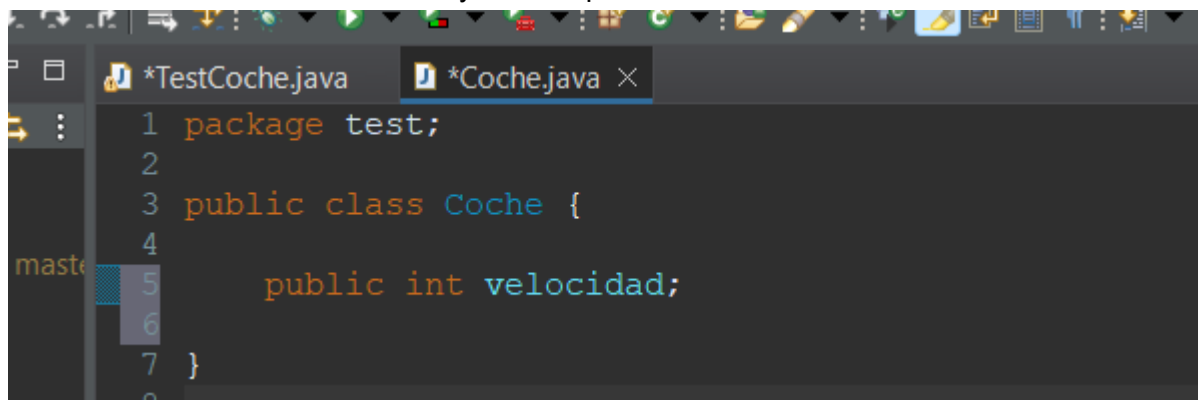 *TestCoche.java
*Coche.java
1 package test;
2
3 public class Coche {
4
maste
5 public int velocidad;
6
7 }